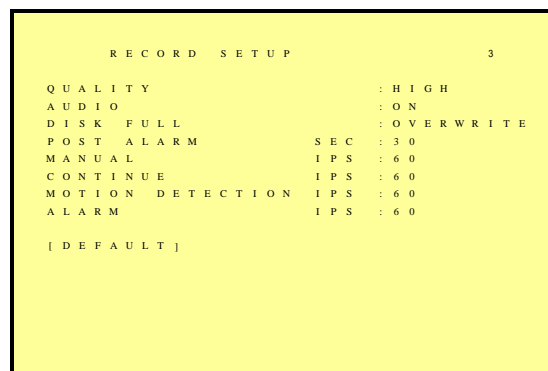 RECORD SETUP 3
QUALITY :HIGH
AUDIO :ON
DISK FULL :OVERWRITE
POST ALARM SEC :30
MANUAL IPS :60
CONTINUE IPS :60
MOTION DETECTION IPS :60
ALARM IPS :60
[DEFAULT]